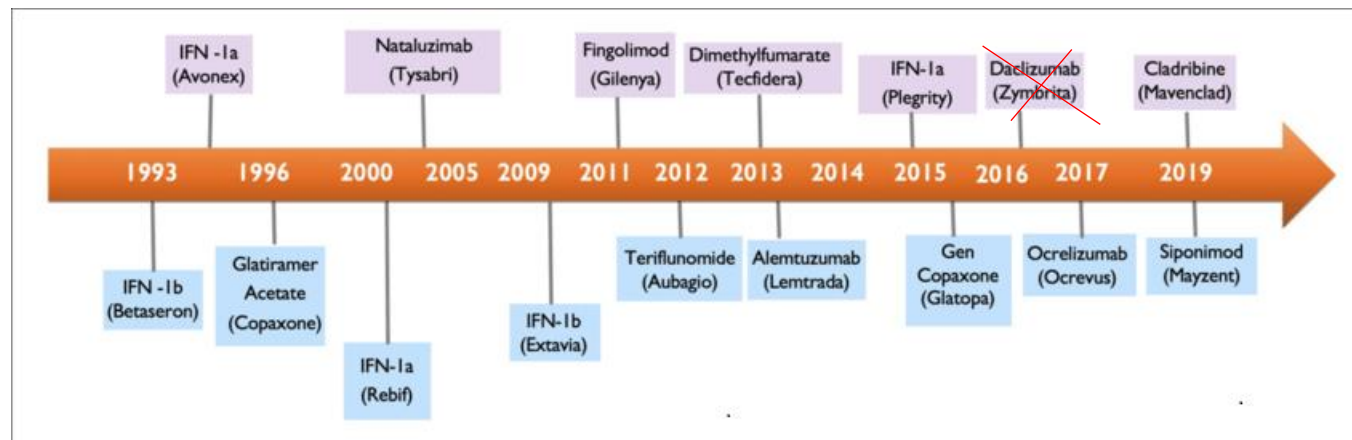 IFN -1a
(Avonex)
Nataluzimab
(Tysabri)
Fingolimod
(Gilenya)
Dimethylfumarate
(Tecfidera)
IFN-1a
(Plegrity)
Daclizumab
(Zymbrita)
Cladribine
(Mavenclad)
1993 1996 2000 2005 2009 2011 2012 2013 2014 2015 2016 2017 2019
IFN -1b
(Betaseron)
Glatiramer
Acetate
(Copaxone)
IFN-1a
(Rebif)
IFN-1b
(Extavia)
Teriflunomide
(Aubagio)
Alemtuzumab
(Lemtrada)
Gen
Copaxone
(Glatopa)
Ocrelizumab
(Ocrevus)
Siponimod
(Mayzent)